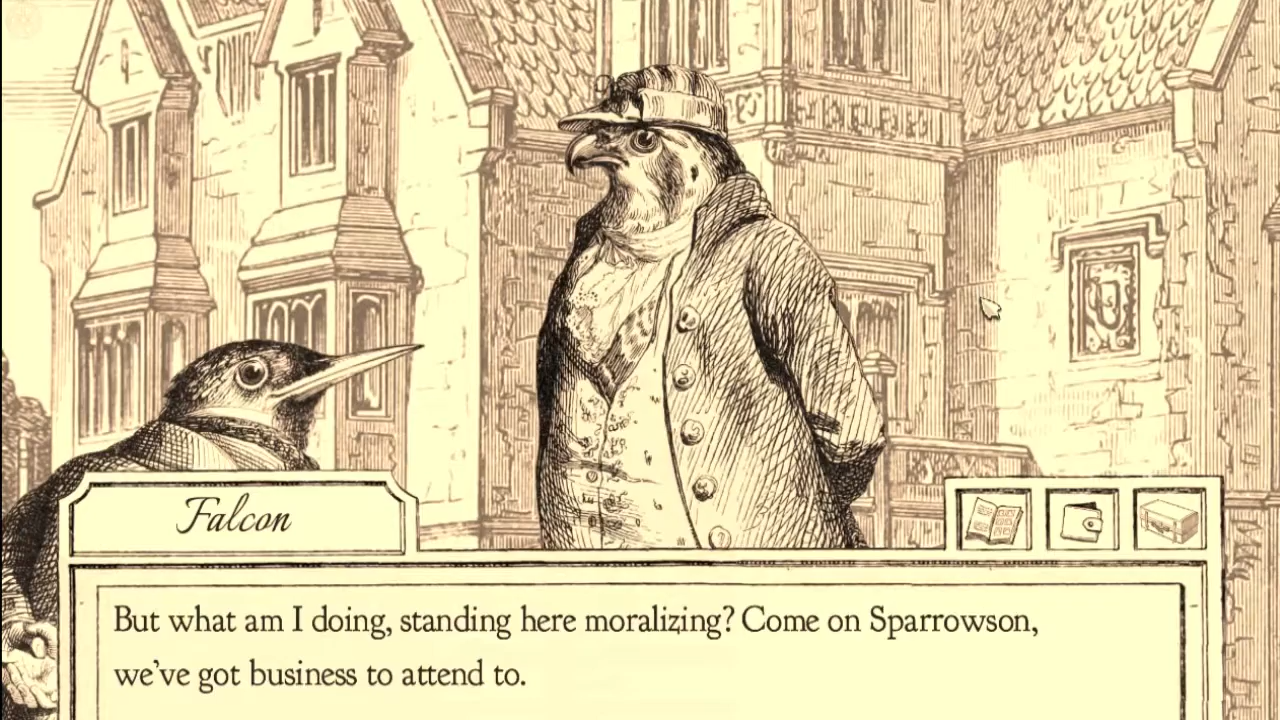 Falcon
But what am I doing, standing here moralizing? Come on Sparrowson,
we've got business to attend to.